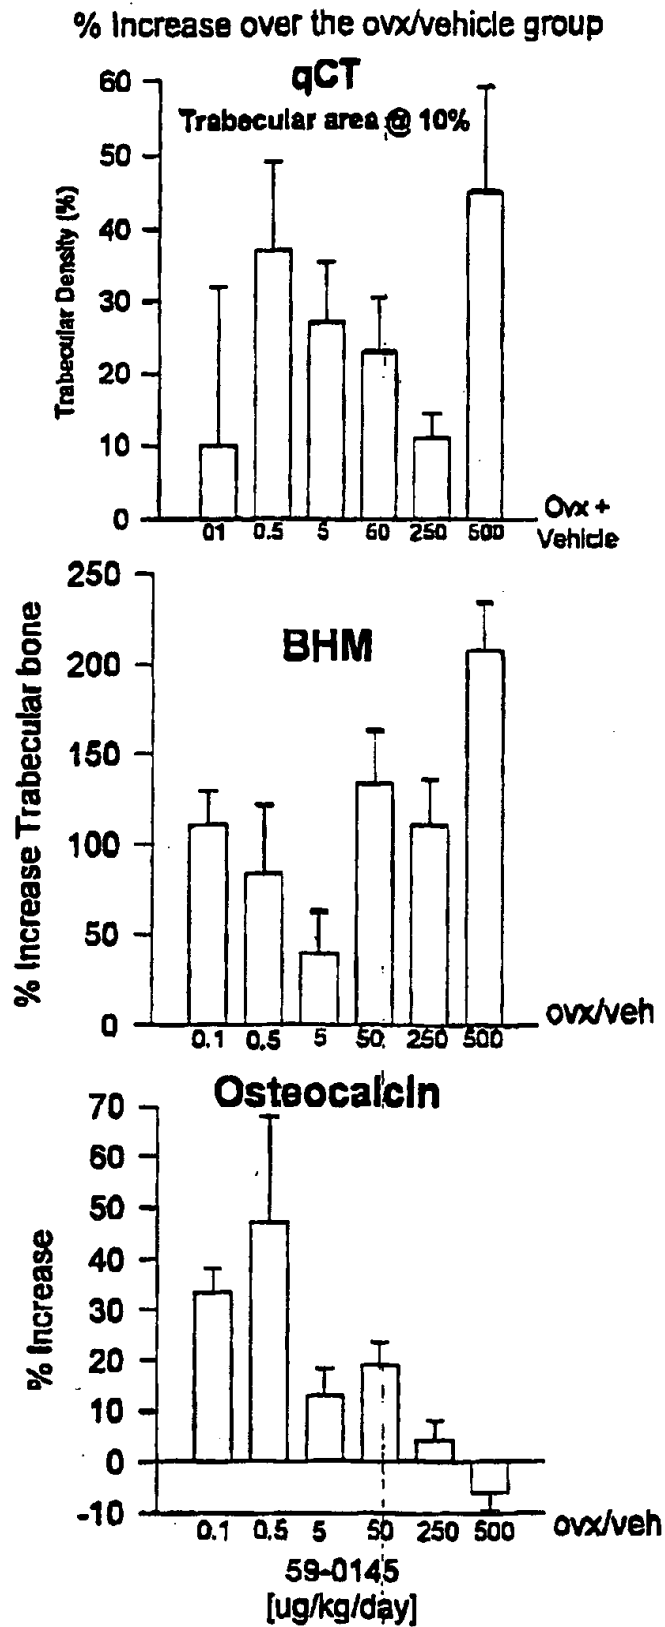 % Increase over the ovx/vehicle group
qCT
Trabecular area @ 10%
Trabecular Density (%)
60
50
40
30
20
10
0
01 0.5 5 60 250 500
Ovx +
Vehicle
BHM
% Increase Trabecular bone
250
200
150
100
50
0
0.1 0.5 5 50 250 500
ovx/veh
Osteocalcin
% Increase
70
60
50
40
30
20
10
0
-10
0.1 0.5 5 50 250 500
ovx/veh
59-0145
[ug/kg/day]